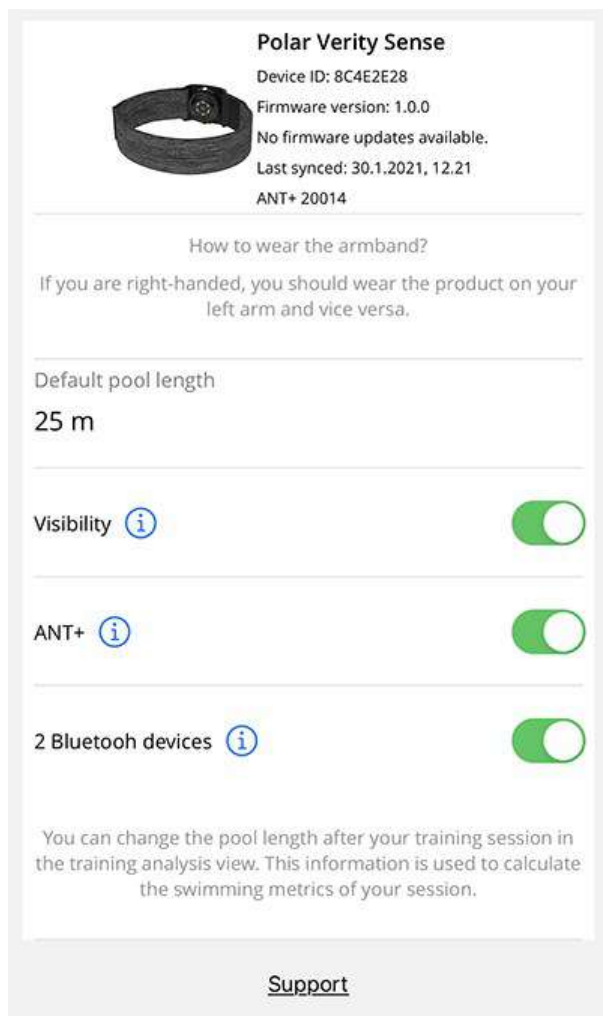 Polar Verity Sense
Device ID: 8C4E2E28
Firmware version: 1.0.0
No firmware updates available.
Last synced: 30.1.2021, 12.21
ANT+ 20014
How to wear the armband?
If you are right-handed, you should wear the product on your
left arm and vice versa.
Default pool length
25 m
Visibility
ANT+
2 Bluetooh devices
You can change the pool length after your training session in
the training analysis view. This information is used to calculate
the swimming metrics of your session.
Support